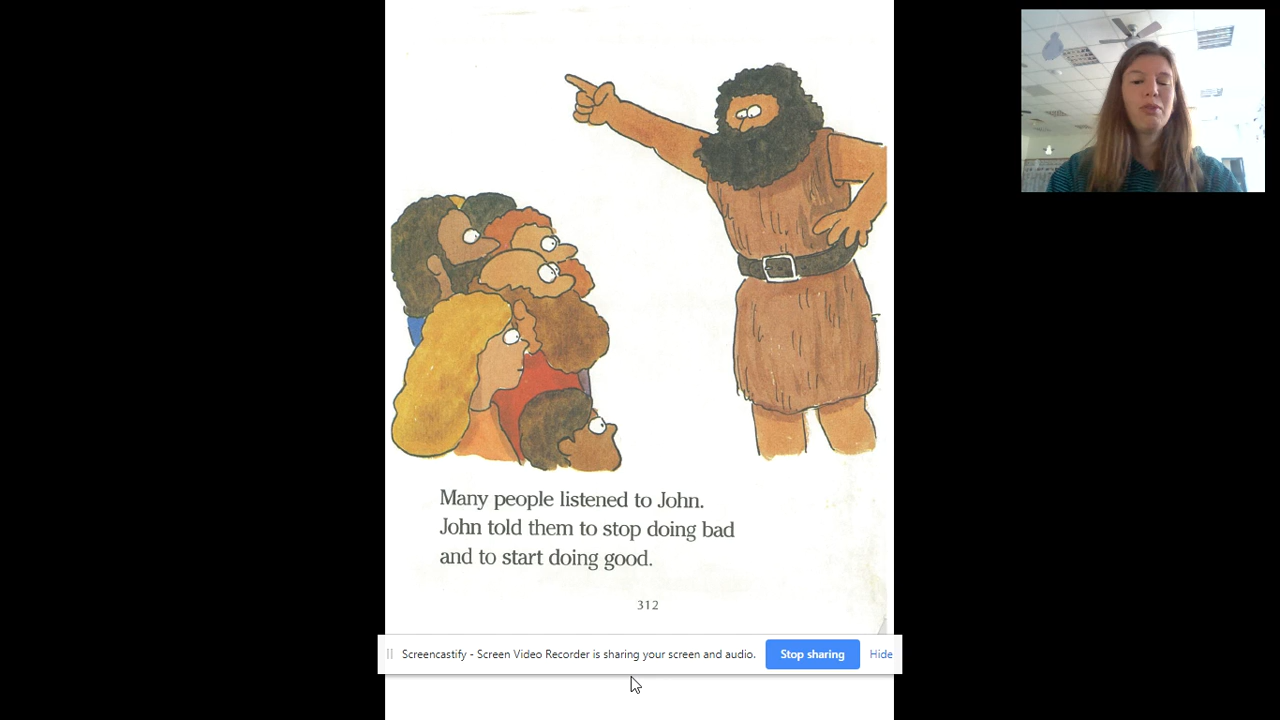 Many people listened to John.
John told them to stop doing bad
and to start doing good.
312
Screencastify - Screen Video Recorder is sharing your screen and audio.
Stop sharing
Hide